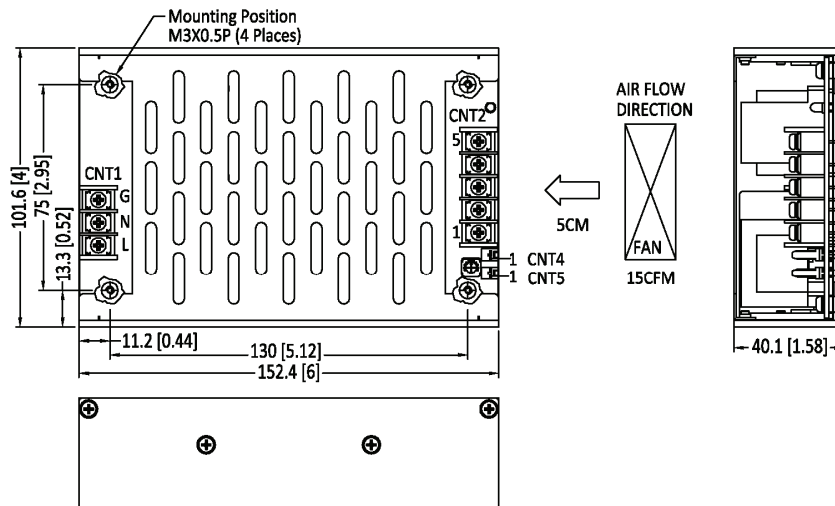 Mounting Position
M3X0.5P (4 Places)
AIR FLOW
DIRECTION
CNT2
5
CNT1
G
N
L
101.6 [4]
75 [2.95]
13.3 [0.52]
1
5CM
FAN
15CFM
1 CNT4
1 CNT5
11.2 [0.44]
130 [5.12]
152.4 [6]
40.1 [1.58]